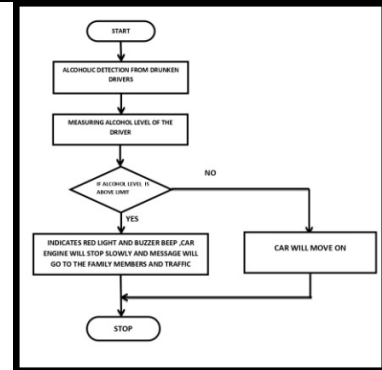 START
ALCOHOLIC DETECTION FROM DRUNKEN
DRIVERS
MEASURING ALCOHOL LEVEL OF THE
DRIVER
IF ALCOHOL LEVEL IS
ABOVE LIMIT
NO
YES
INDICATES RED LIGHT AND BUZZER BEEP ,CAR
ENGINE WILL STOP SLOWLY AND MESSAGE WILL
GO TO THE FAMILY MEMBERS AND TRAFFIC
CAR WILL MOVE ON
STOP